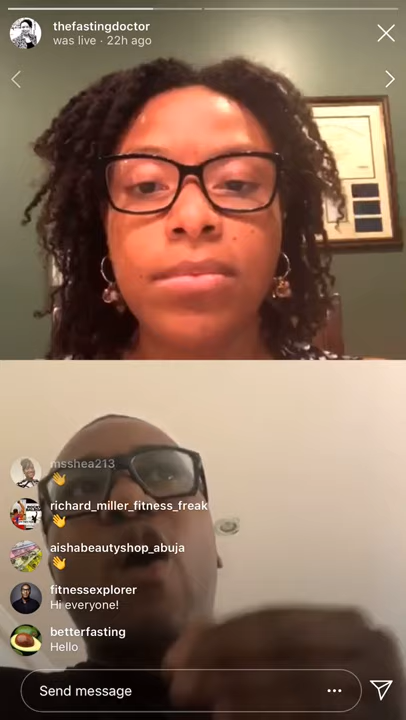 thefastingdoctor
was live · 22h ago
msshea213
👋
richard_miller_fitness_freak
👋
aishabeautyshop_abuja
👋
fitnessexplorer
Hi everyone!
betterfasting
Hello
Send message